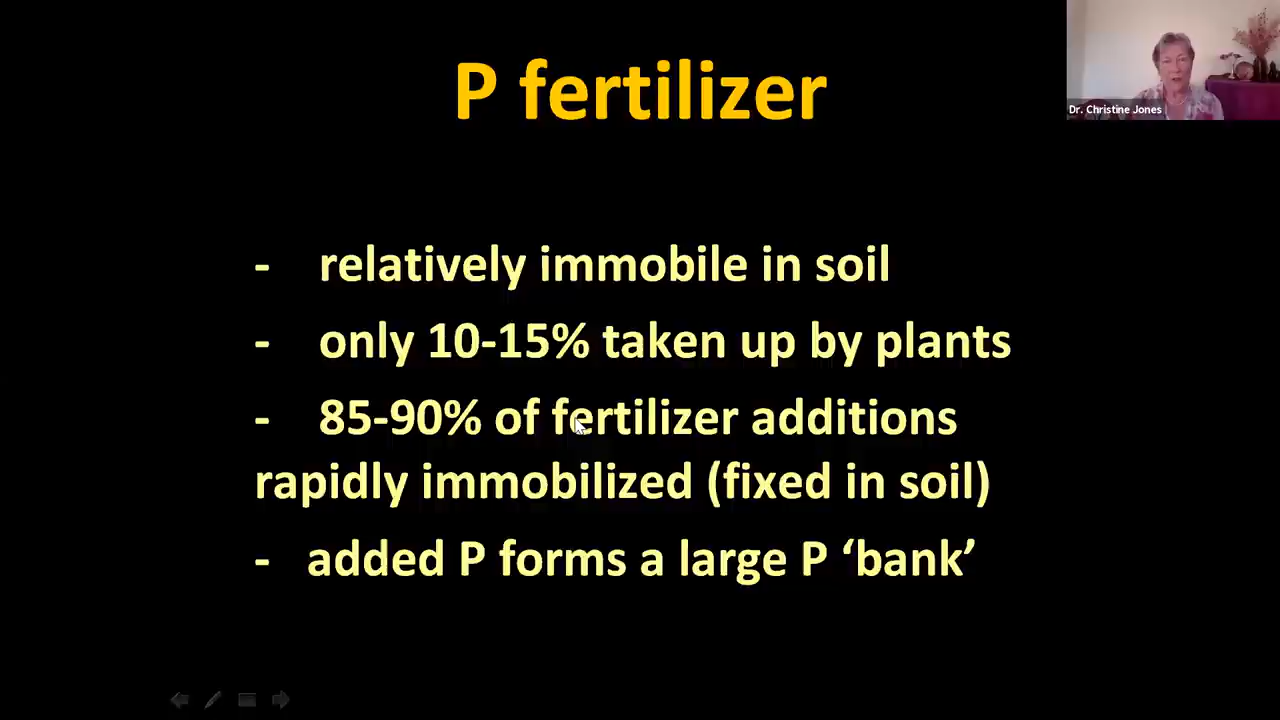 P fertilizer
Dr. Christine Jones
- relatively immobile in soil
- only 10-15% taken up by plants
- 85-90% of fertilizer additions
rapidly immobilized (fixed in soil)
- added P forms a large P ‘bank’